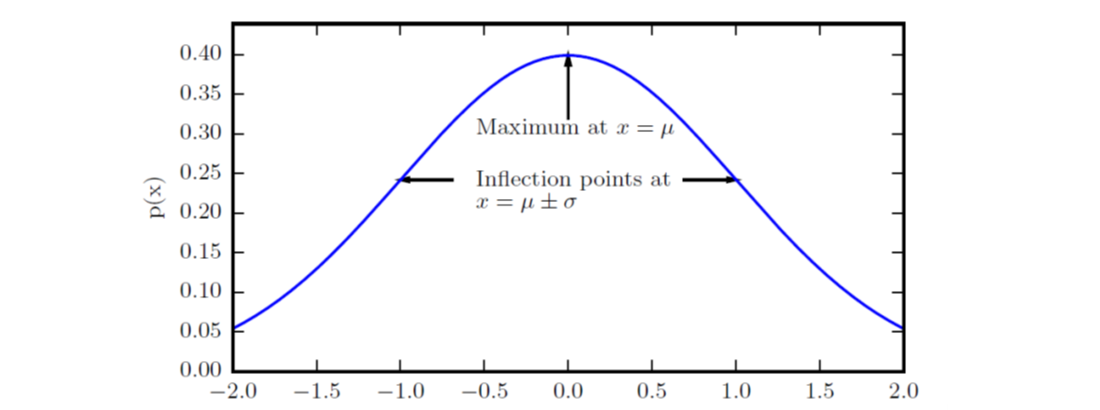 0.40
0.35
Maximum at x = μ
0.30
0.25
Inflection points at
x = μ ± σ
p(x)
0.20
0.15
0.10
0.05
0.00
−2.0 −1.5 −1.0 −0.5 0.0 0.5 1.0 1.5 2.0